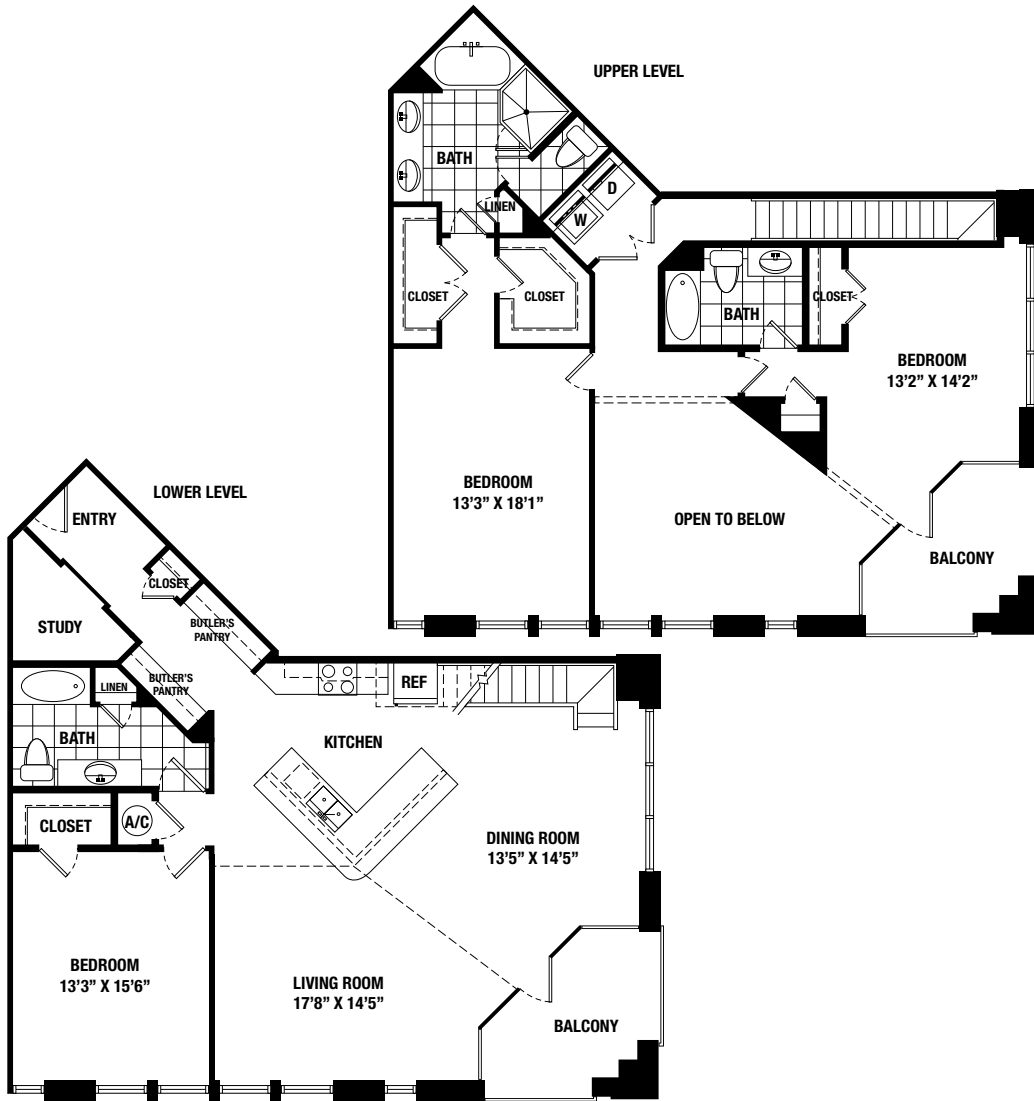 UPPER LEVEL
BATH
D
W
LINEN
CLOSET
CLOSET
BATH
CLOSET
BEDROOM
13’2” X 14’2”
BEDROOM
13’3” X 18’1”
OPEN TO BELOW
BALCONY
LOWER LEVEL
ENTRY
CLOSET
STUDY
BUTLER’S
PANTRY
BUTLER’S
PANTRY
LINEN
REF
BATH
KITCHEN
CLOSET
A/C
DINING ROOM
13’5” X 14’5”
BEDROOM
13’3” X 15’6”
LIVING ROOM
17’8” X 14’5”
BALCONY